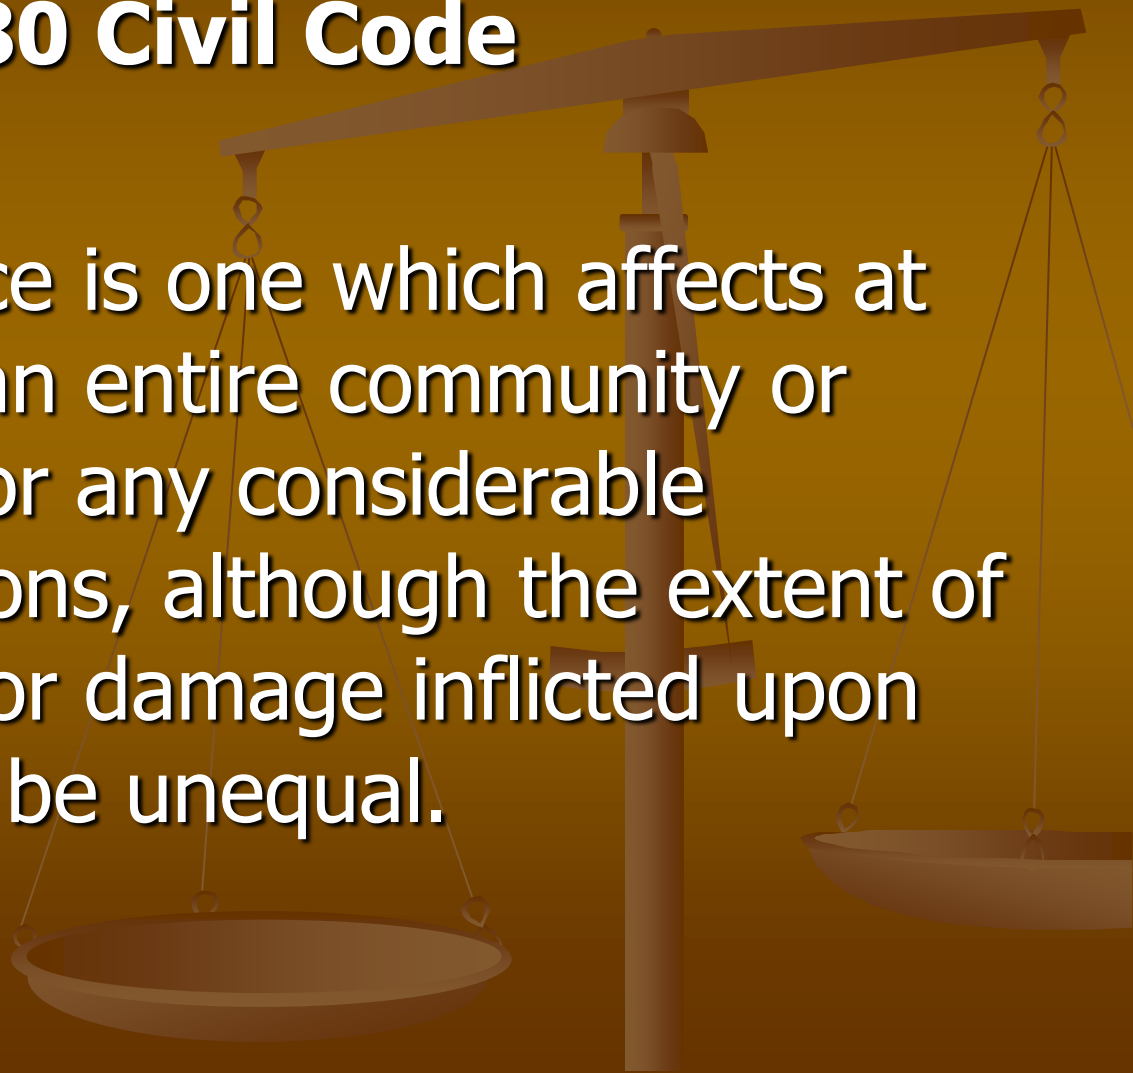 80 Civil Code
ce is one which affects at
an entire community or
or any considerable
ons, although the extent of
or damage inflicted upon
be unequal.